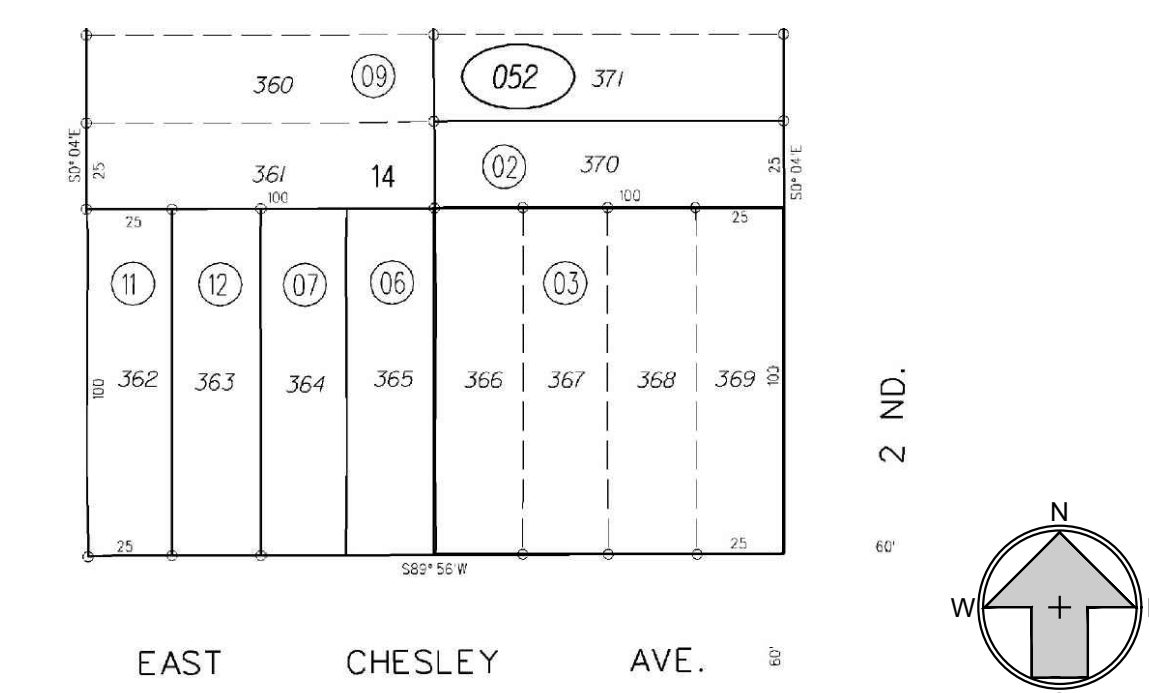 360 09 052 371
S0° 04'E 25 361 14 02 370 25 S0° 04'E
100 100
25 25
11 12 07 06 03
100 362 363 364 365 366 367 368 369 100
25 25
S89° 56'W
2 ND.
60'
N
W
EAST CHESLEY AVE. 60'